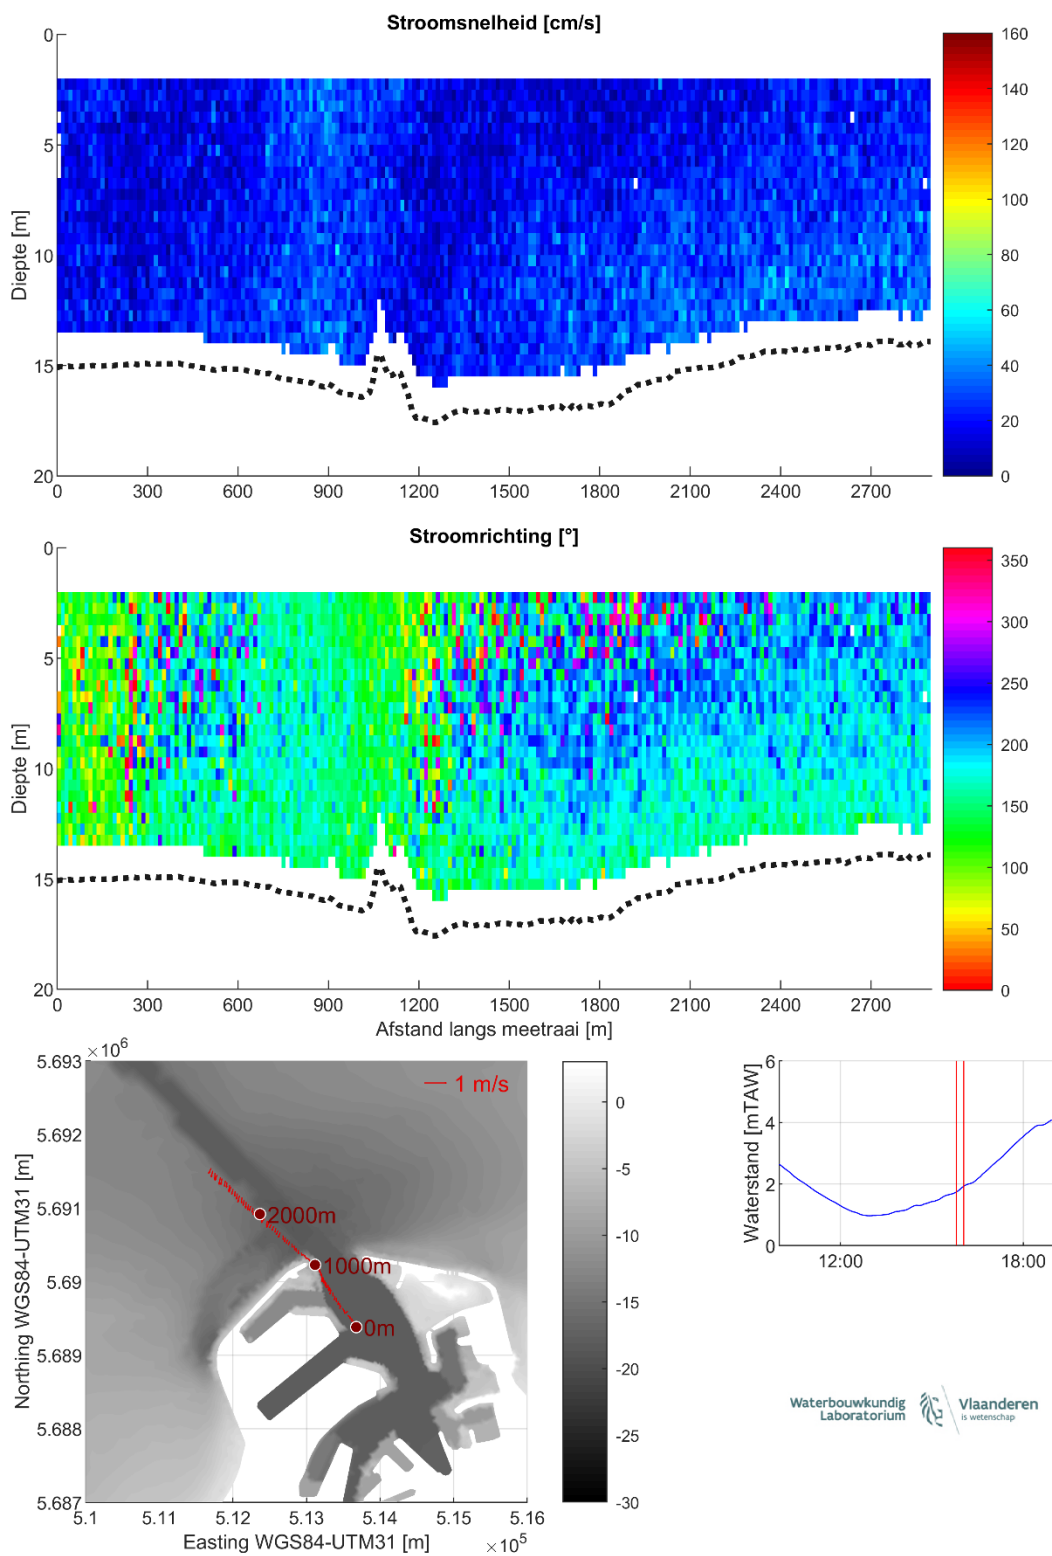 Stroomsnelheid [cm/s]
0
5
10
15
20
Diepte [m]
0 300 600 900 1200 1500 1800 2100 2400 2700
160
140
120
100
80
60
40
20
0
Stroomrichting [°]
0
5
10
15
20
Diepte [m]
0 300 600 900 1200 1500 1800 2100 2400 2700
Afstand langs meetraai [m]
350
300
250
200
150
100
50
0
×10⁶
5.693
5.692
5.691
5.69
5.689
5.688
5.687
Northing WGS84-UTM31 [m]
1 m/s
2000m
1000m
0m
5.1 5.11 5.12 5.13 5.14 5.15 5.16
Easting WGS84-UTM31 [m]
×10⁵
0
-5
-10
-15
-20
-25
-30
6
4
2
0
Waterstand [mTAW]
12:00 18:00
Waterbouwkundig
Laboratorium
Vlaanderen
is wetenschap